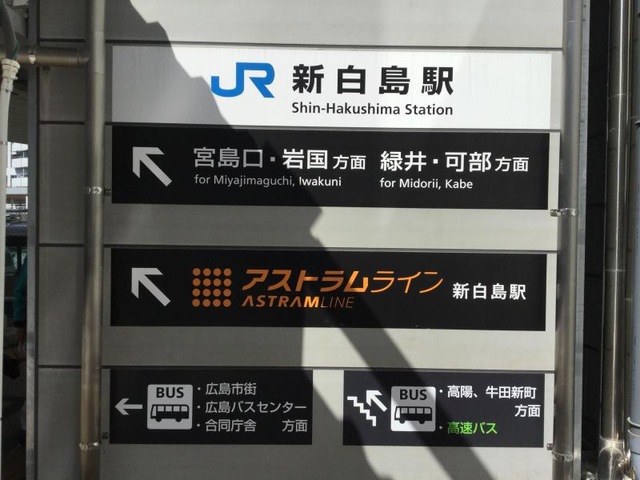 JR 新白島駅
Shin-Hakushima Station
宮島口・岩国方面 緑井・可部方面
for Miyajimaguchi, Iwakuni for Midorii, Kabe
アストラムライン 新白島駅
ASTRAMLINE
BUS
・広島市街
・広島バスセンター
・合同庁舎 方面
BUS
・高陽、牛田新町
方面
・高速バス